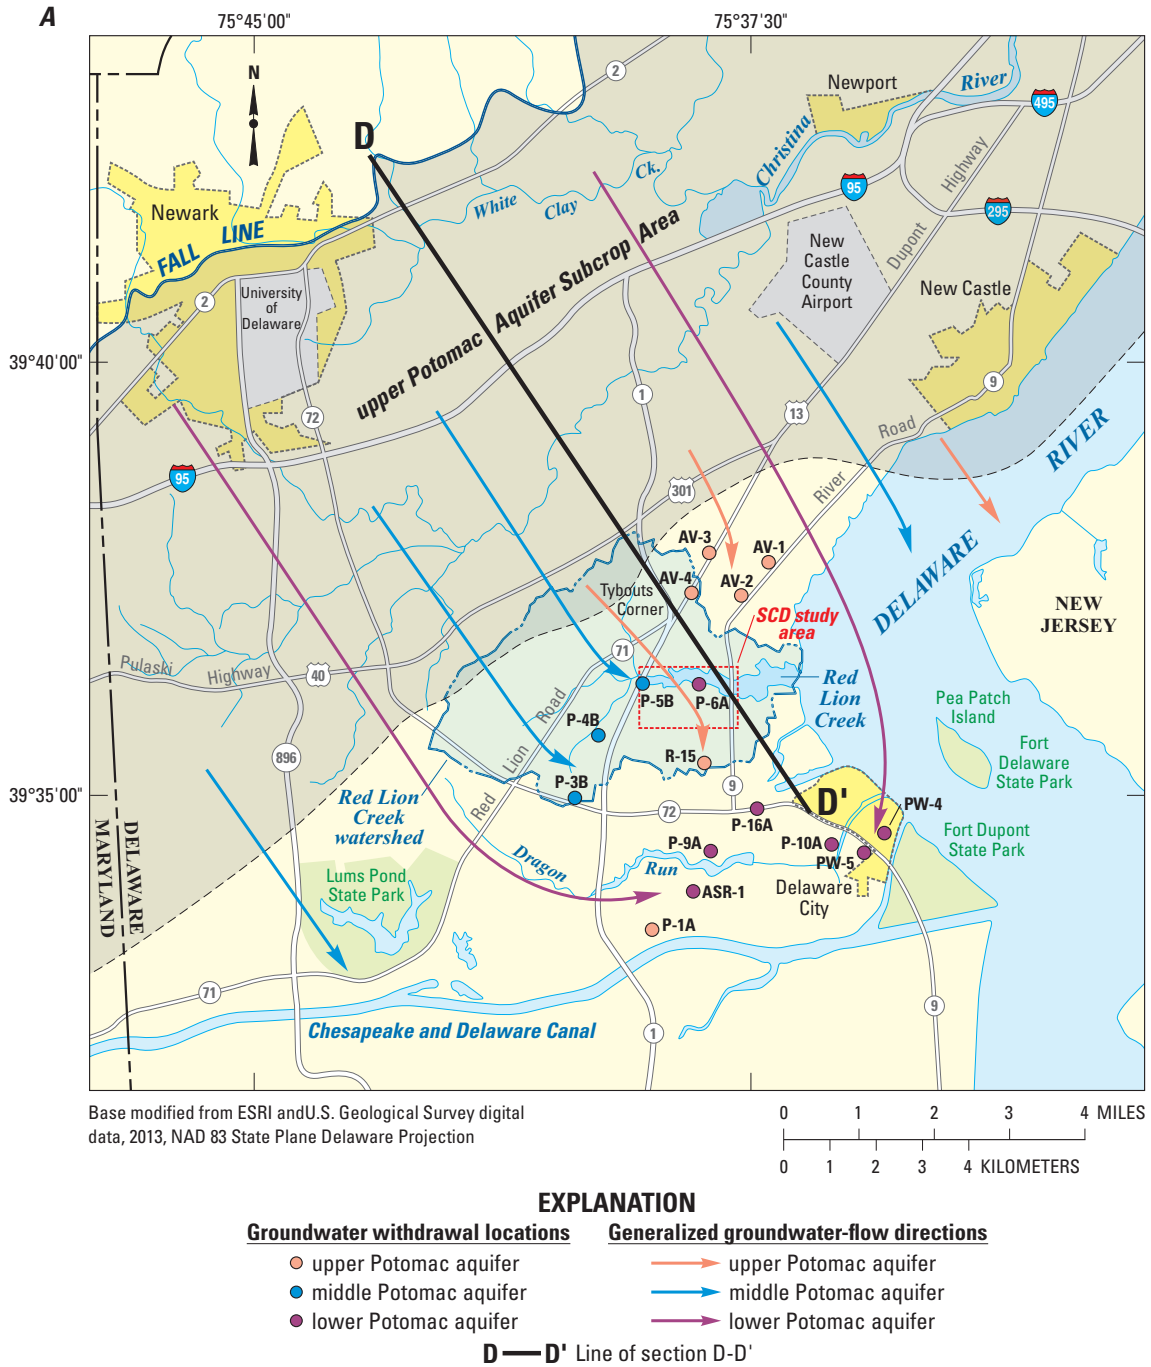 A
75°45'00"
75°37'30"
N
2
Newport
River
495
D
Christina
Ck.
95
Highway
White
Clay
295
Newark
FALL LINE
upper Potomac Aquifer Subcrop Area
New
Castle
County
Airport
Dupont
New Castle
2
University
of
Delaware
39°40'00"
1
9
72
13
Road
RIVER
95
301
River
AV-3
AV-1
DELAWARE
AV-4
AV-2
Tybouts
Corner
NEW
JERSEY
SCD study
area
71
Pulaski
Highway
40
P-5B
P-6A
Red
Lion
Creek
Pea Patch
Island
Road
P-4B
Fort
Delaware
State Park
896
Lion
R-15
P-3B
9
39°35'00"
Red Lion
Creek
watershed
Red
72
D'
PW-4
P-16A
Fort Dupont
State Park
P-9A
P-10A
PW-5
Dragon
Run
DELAWARE
MARYLAND
Lums Pond
State Park
ASR-1
Delaware
City
P-1A
71
9
Chesapeake and Delaware Canal
1
Base modified from ESRI andU.S. Geological Survey digital
data, 2013, NAD 83 State Plane Delaware Projection
0 1 2 3 4 MILES
0 1 2 3 4 KILOMETERS
EXPLANATION
Groundwater withdrawal locations
upper Potomac aquifer
middle Potomac aquifer
lower Potomac aquifer
Generalized groundwater-flow directions
upper Potomac aquifer
middle Potomac aquifer
lower Potomac aquifer
D D' Line of section D-D'